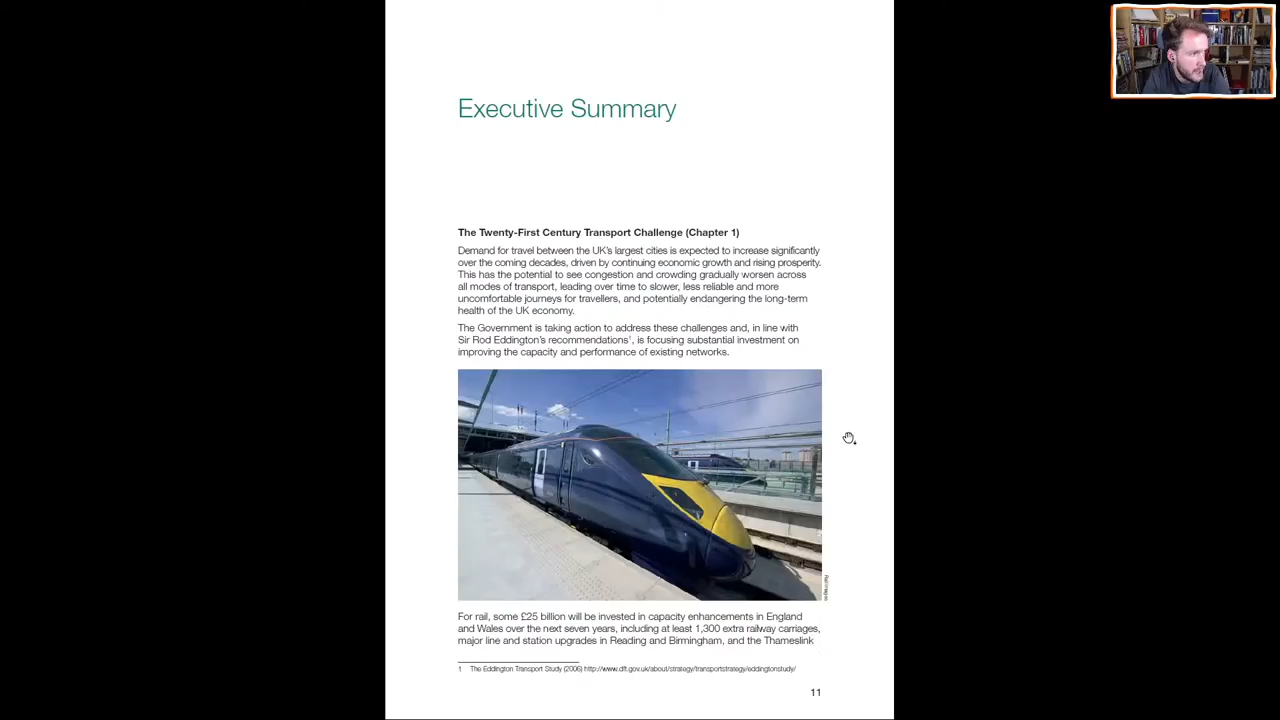 Executive Summary
The Twenty-First Century Transport Challenge (Chapter 1)
Demand for travel between the UK's largest cities is expected to increase significantly
over the coming decades, driven by continuing economic growth and rising prosperity.
This has the potential to see congestion and crowding gradually worsen across
all modes of transport, leading over time to slower, less reliable and more
uncomfortable journeys for travellers, and potentially endangering the long-term
health of the UK economy.
The Government is taking action to address these challenges and, in line with
Sir Rod Eddington's recommendations¹, is focusing substantial investment on
improving the capacity and performance of existing networks.
For rail, some £25 billion will be invested in capacity enhancements in England
and Wales over the next seven years, including at least 1,300 extra railway carriages,
major line and station upgrades in Reading and Birmingham, and the Thameslink
1 The Eddington Transport Study (2006) http://www.dft.gov.uk/about/strategy/transportstrategy/eddingtonstudy/
11